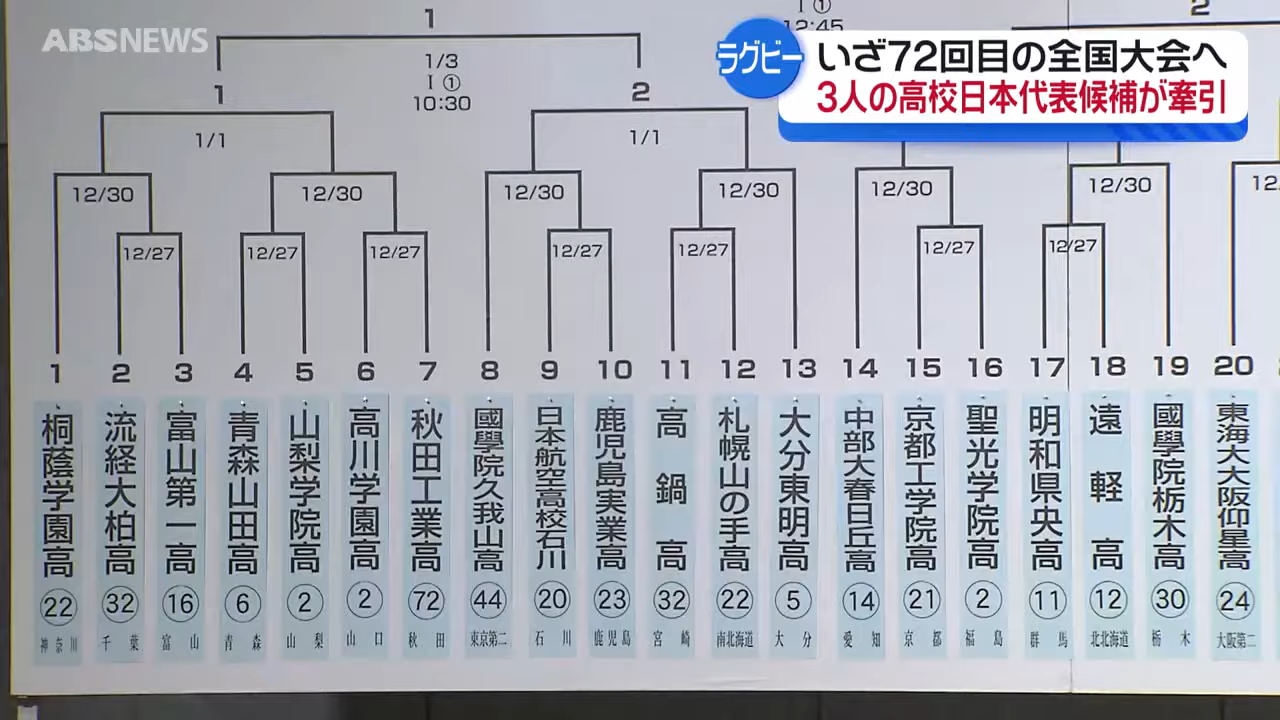 ABS NEWS
ラグビー
いざ72回目の全国大会へ
3人の高校日本代表候補が牽引
1
1/3
Ⅰ ①
10:30
Ⅰ ①
12:45
2
1
2
1/1
1/1
12/30
12/30
12/30
12/30
12/30
12/30
12/27
12/27
12/27
12/27
12/27
12/27
12/27
1 桐蔭学園高 22 神奈川
2 流経大柏高 32 千葉
3 富山第一高 16 富山
4 青森山田高 6 青森
5 山梨学院高 2 山梨
6 高川学園高 2 山口
7 秋田工業高 72 秋田
8 國學院久我山高 44 東京第二
9 日本航空高校石川 20 石川
10 鹿児島実業高 23 鹿児島
11 高鍋高 32 宮崎
12 札幌山の手高 22 南北海道
13 大分東明高 5 大分
14 中部大春日丘高 14 愛知
15 京都工学院高 21 京都
16 聖光学院高 2 福島
17 明和県央高 11 群馬
18 遠軽高 12 北北海道
19 國學院栃木高 30 栃木
20 東海大大阪仰星高 24 大阪第二